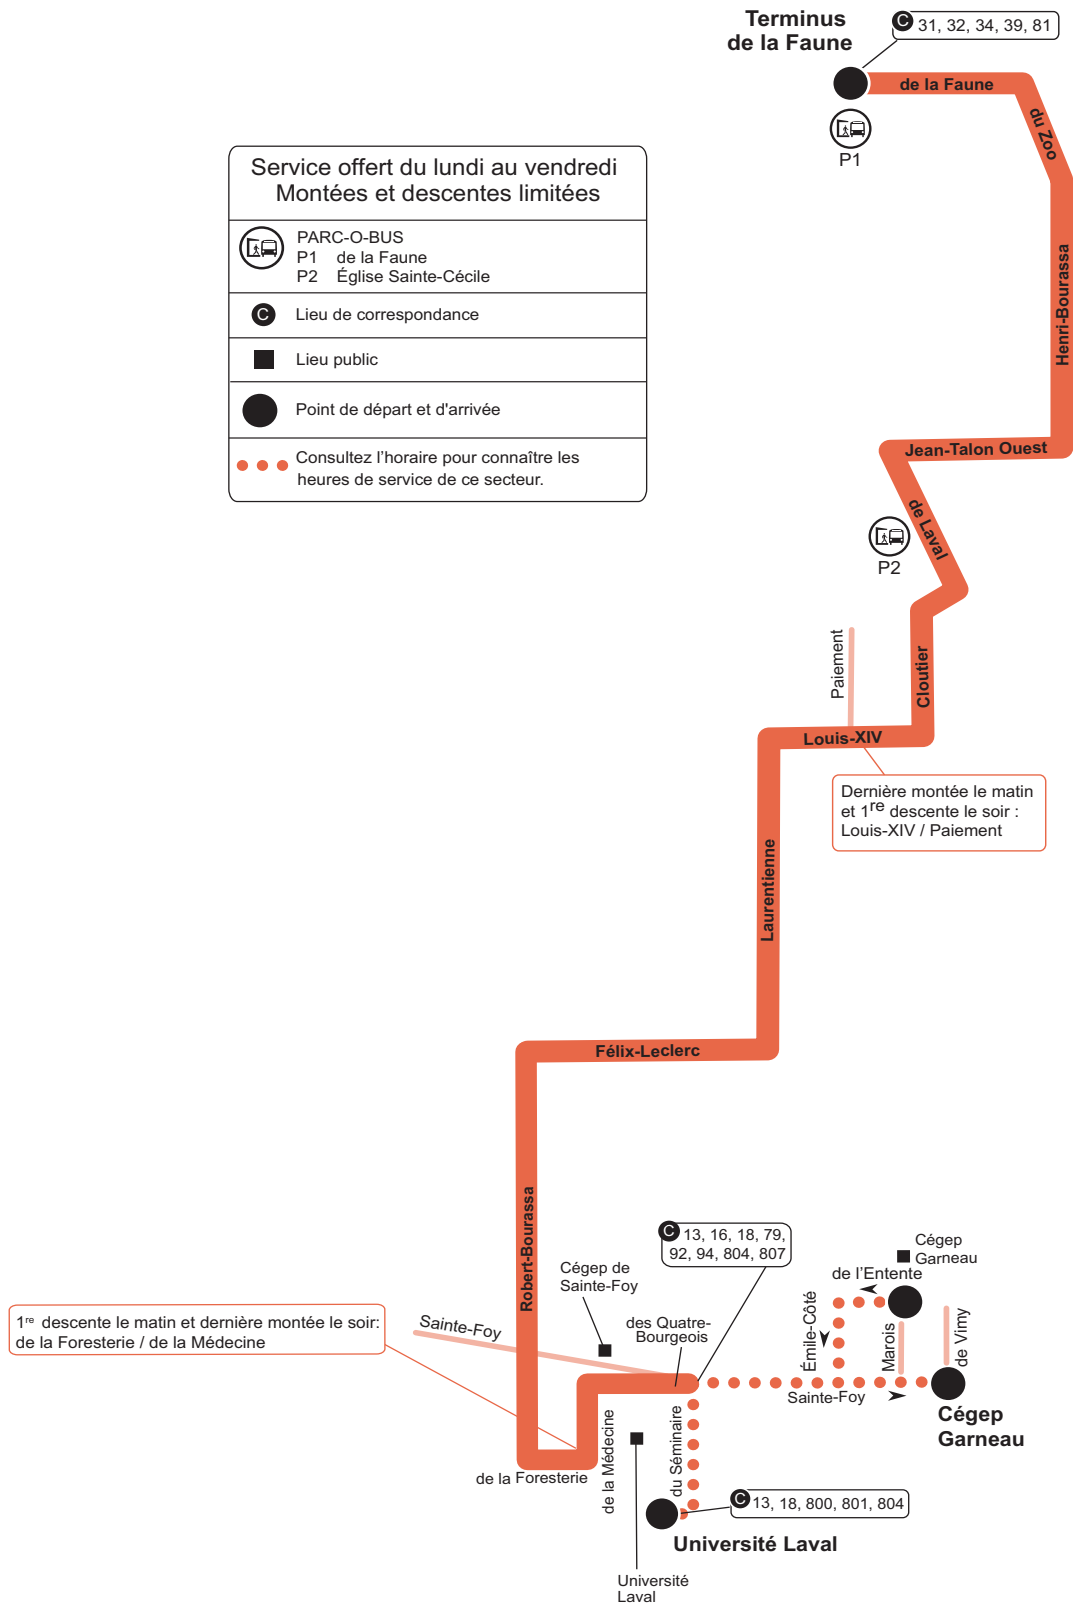 Terminus
de la Faune
C 31, 32, 34, 39, 81
de la Faune
du Zoo
P1
Henri-Bourassa
Service offert du lundi au vendredi
Montées et descentes limitées
PARC-O-BUS
P1 de la Faune
P2 Église Sainte-Cécile
C Lieu de correspondance
Lieu public
Point de départ et d'arrivée
Consultez l'horaire pour connaître les
heures de service de ce secteur.
Jean-Talon Ouest
de Laval
P2
Paiement
Cloutier
Louis-XIV
Dernière montée le matin
et 1re descente le soir :
Louis-XIV / Paiement
Laurentienne
Félix-Leclerc
Robert-Bourassa
C 13, 16, 18, 79,
92, 94, 804, 807
Cégep
Garneau
de l'Entente
Cégep de
Sainte-Foy
des Quatre-
Bourgeois
Émile-Côté
Marois
de Vimy
1re descente le matin et dernière montée le soir:
de la Foresterie / de la Médecine
Sainte-Foy
Sainte-Foy
Cégep
Garneau
de la Médecine
du Séminaire
de la Foresterie
C 13, 18, 800, 801, 804
Université Laval
Université
Laval